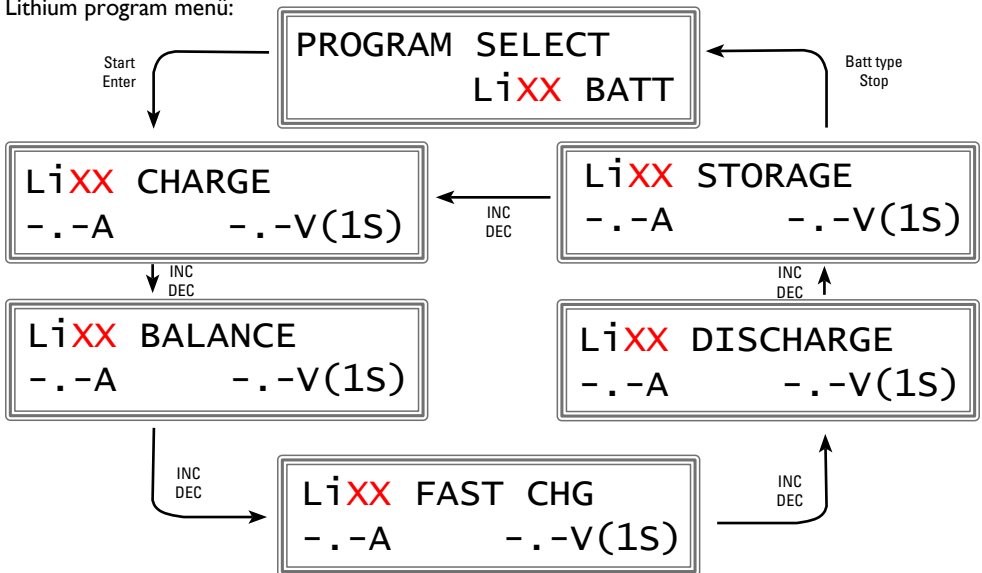 Lithium program menü:
PROGRAM SELECT
LiXX BATT
Start
Enter
Batt type
Stop
LiXX CHARGE
-.-A -.-V(1S)
LiXX STORAGE
-.-A -.-V(1S)
INC
DEC
INC
DEC
INC
DEC
LiXX BALANCE
-.-A -.-V(1S)
LiXX DISCHARGE
-.-A -.-V(1S)
INC
DEC
LiXX FAST CHG
-.-A -.-V(1S)
INC
DEC